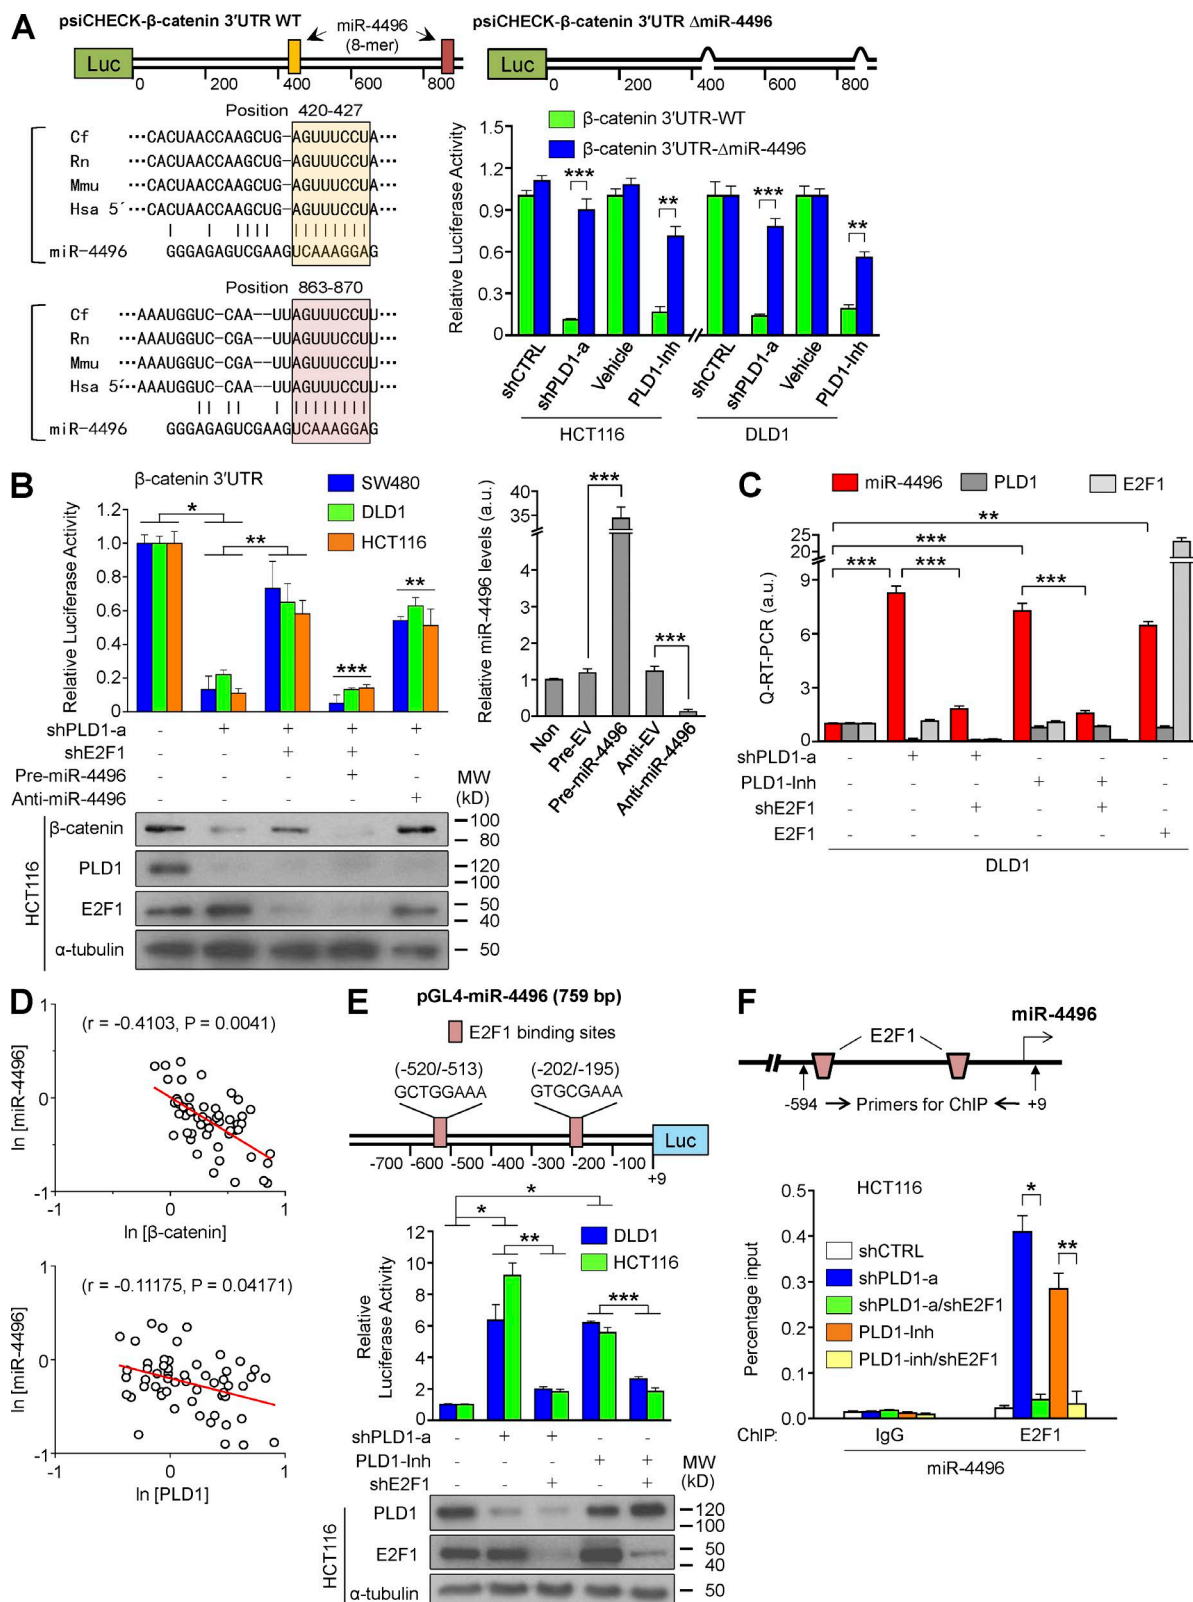 A
psiCHECK-β-catenin 3′UTR WT
miR-4496
(8-mer)
psiCHECK-β-catenin 3′UTR ΔmiR-4496
Luc
0 200 400 600 800
Luc
0 200 400 600 800
Position 420-427
Cf ···CACUAACCAAGCUG-AGUUUCCUA···
Rn ···CACUAACCAAGCUG-AGUUUCCUA···
Mmu ···CACUAACCAAGCUG-AGUUUCCUA···
Hsa 5′ ···CACUAACCAAGCUG-AGUUUCCUA···
miR-4496 GGGAGAGUCGAAGUCAAAGGAG
Position 863-870
Cf ···AAAUGGUC-CAA--UUAGUUUCCUU···
Rn ···AAAUGGUC-CGA--UUAGUUUCCUU···
Mmu ···AAAUGGUC-CGA--UUAGUUUCCUU···
Hsa 5′ ···AAAUGGUC-CAA--UUAGUUUCCUU···
miR-4496 GGGAGAGUCGAAGUCAAAGGAG
β-catenin 3′UTR-WT
β-catenin 3′UTR-ΔmiR-4496
Relative Luciferase Activity
1.5
1.2
0.9
0.6
0.3
0
*** ** *** **
shCTRL shPLD1-a Vehicle PLD1-Inh shCTRL shPLD1-a Vehicle PLD1-Inh
HCT116 DLD1
B
β-catenin 3′UTR
SW480
DLD1
HCT116
Relative Luciferase Activity
1.2
1.0
0.8
0.6
0.4
0.2
0
* ** *** **
shPLD1-a - + + + +
shE2F1 - - + + -
Pre-miR-4496 - - - + -
Anti-miR-4496 - - - - +
MW
(kD)
HCT116
β-catenin 100 80
PLD1 120 100
E2F1 50 40
α-tubulin 50
Relative miR-4496 levels (a.u.)
40
35
5
4
3
2
1
0
*** ***
Non Pre-EV Pre-miR-4496 Anti-EV Anti-miR-4496
C
miR-4496 PLD1 E2F1
Q-RT-PCR (a.u.)
25
20
9
6
3
0
**
***
*** *** ***
shPLD1-a - + + - - -
PLD1-Inh - - - + + -
shE2F1 - - + - + -
E2F1 - - - - - +
DLD1
D
(r = -0.4103, P = 0.0041)
ln [miR-4496]
1
0
-1
-1 0 1
ln [β-catenin]
(r = -0.11175, P = 0.04171)
ln [miR-4496]
1
0
-1
-1 0 1
ln [PLD1]
E
pGL4-miR-4496 (759 bp)
E2F1 binding sites
(-520/-513) (-202/-195)
GCTGGAAA GTGCGAAA
Luc
-700 -600 -500 -400 -300 -200 -100 +9
Relative
Luciferase Activity
12
10
8
6
4
2
0
DLD1
HCT116
* * ** ***
shPLD1-a - + + - -
PLD1-Inh - - - + +
shE2F1 - - + - +
MW
(kD)
HCT116
PLD1 120 100
E2F1 50 40
α-tubulin 50
F
miR-4496
E2F1
-594 Primers for ChIP +9
HCT116
Percentage input
0.5
0.4
0.3
0.2
0.1
0.0
shCTRL
shPLD1-a
shPLD1-a/shE2F1
PLD1-Inh
PLD1-inh/shE2F1
* **
ChIP: IgG E2F1
miR-4496